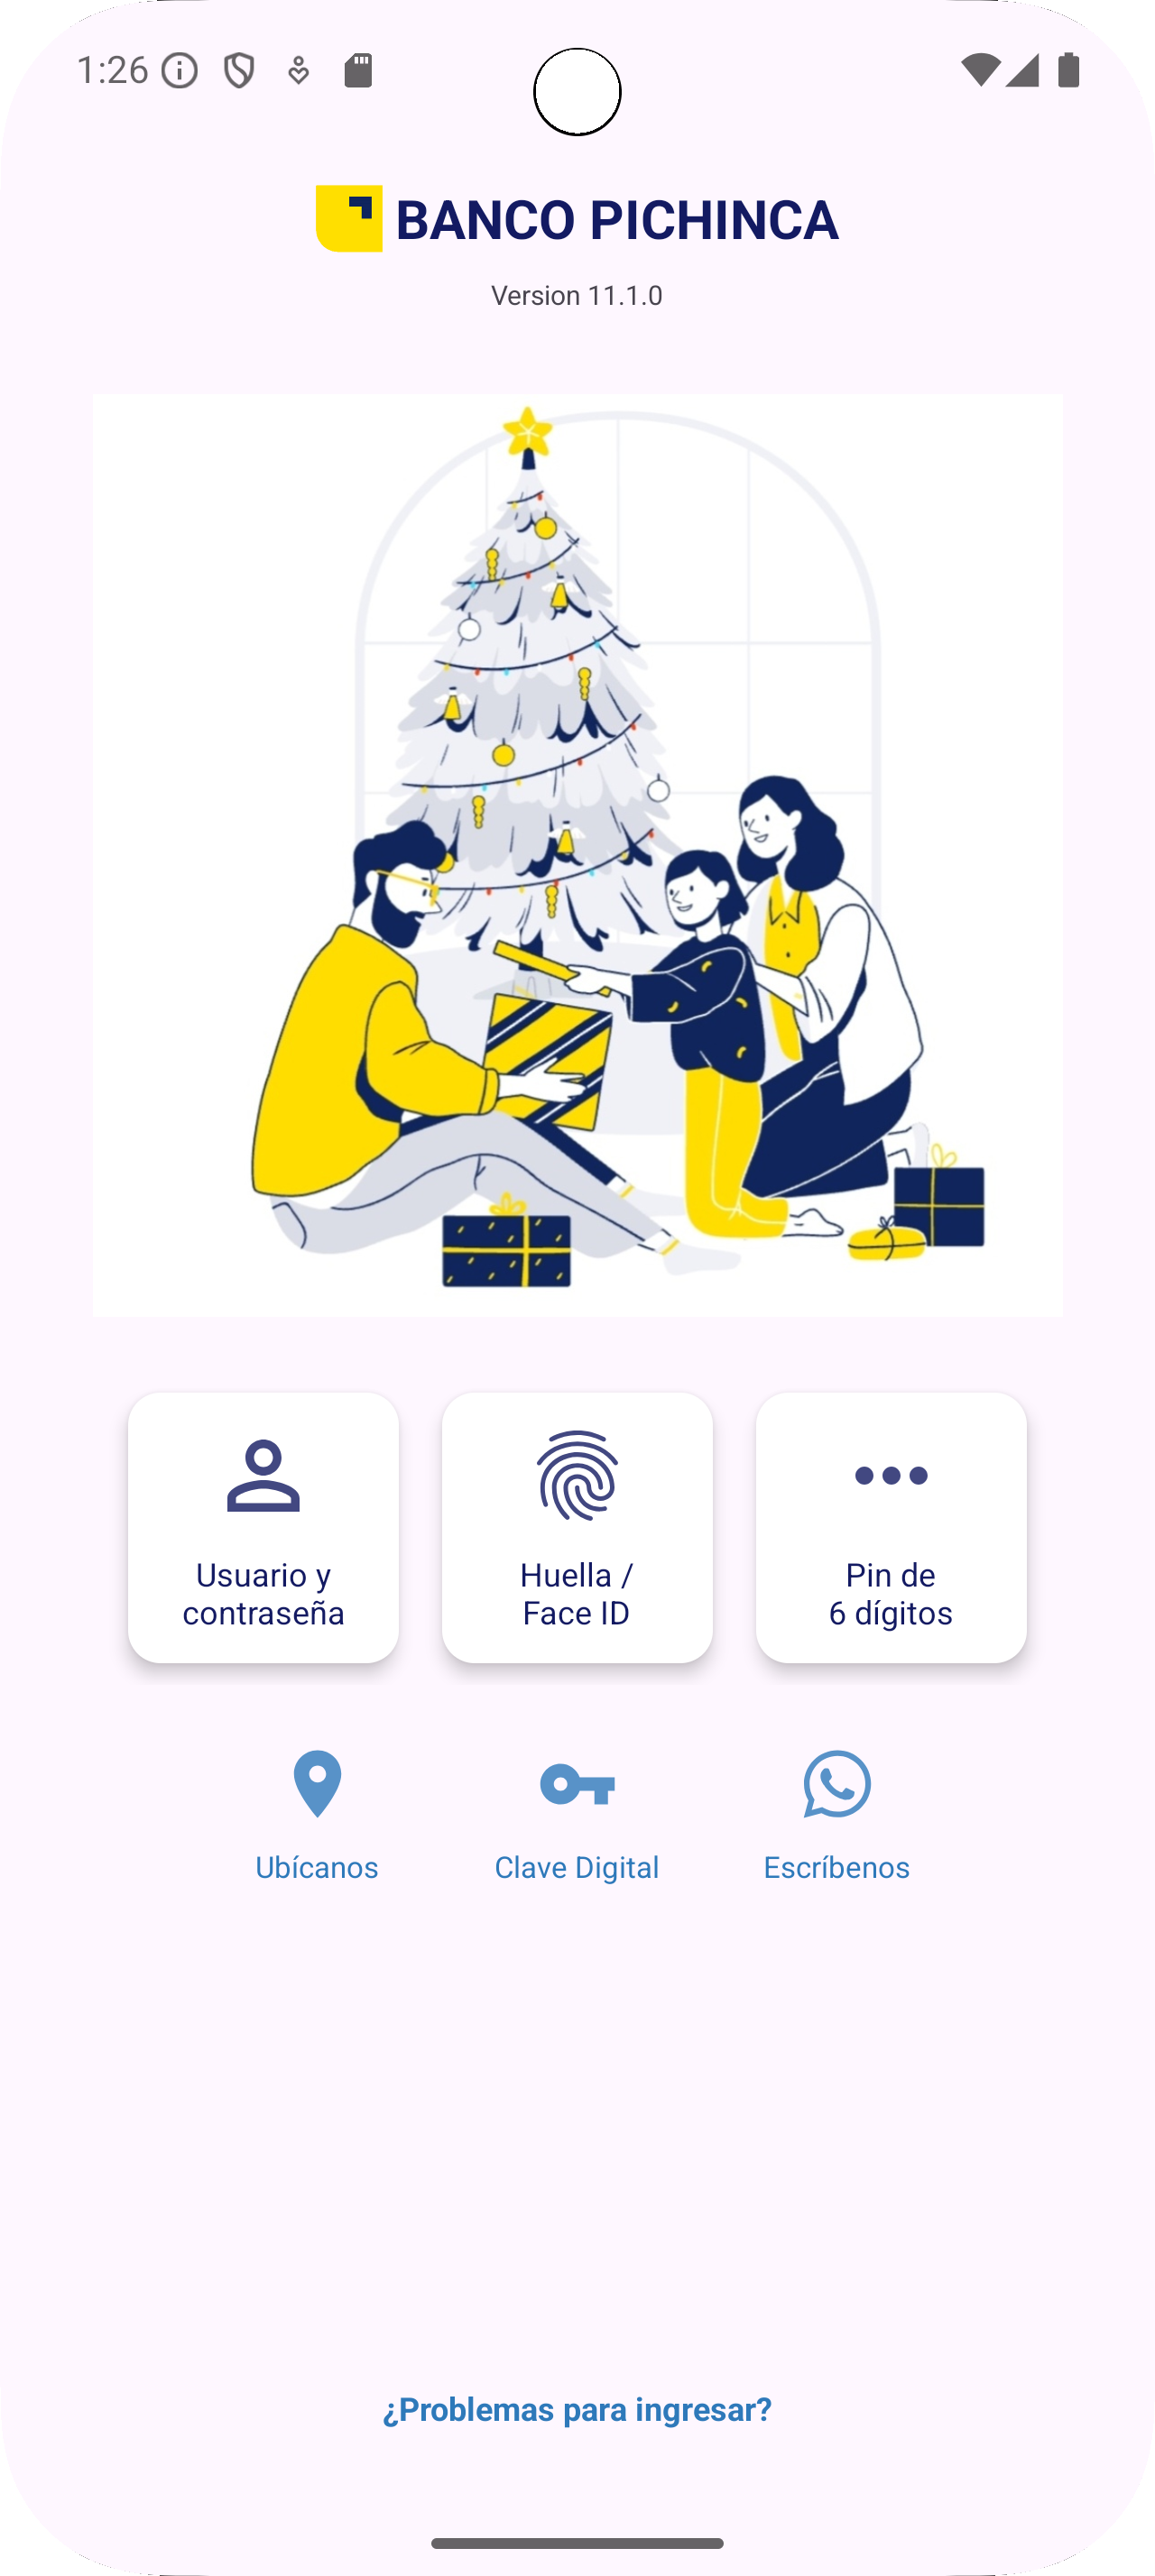 1:26
BANCO PICHINCA
Version 11.1.0
Usuario y
contraseña
Huella /
Face ID
Pin de
6 dígitos
Ubícanos
Clave Digital
Escríbenos
¿Problemas para ingresar?